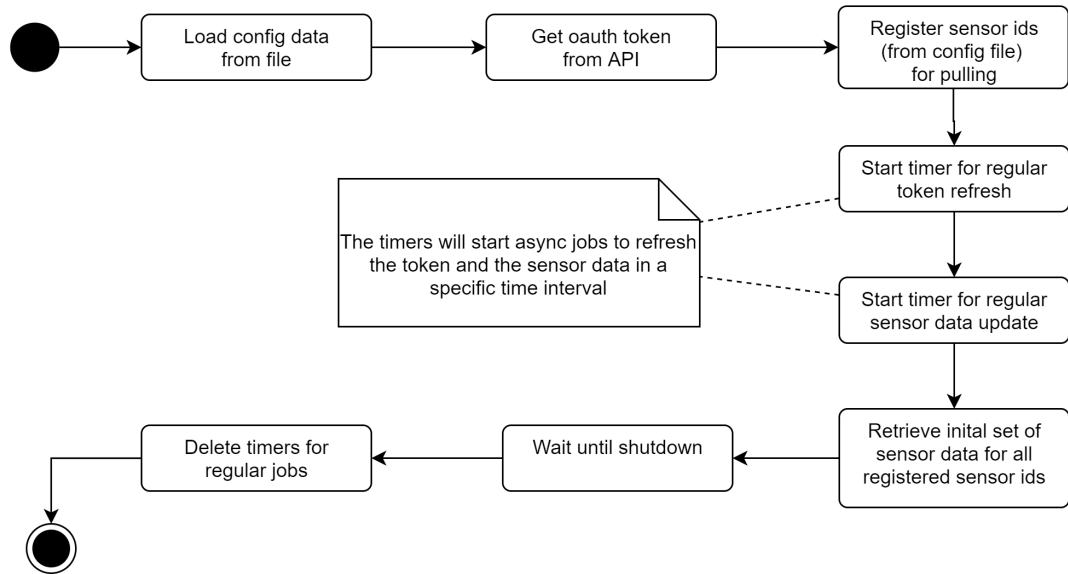 Load config data
from file
Get oauth token
from API
Register sensor ids
(from config file)
for pulling
Start timer for regular
token refresh
The timers will start async jobs to refresh
the token and the sensor data in a
specific time interval
Start timer for regular
sensor data update
Retrieve inital set of
sensor data for all
registered sensor ids
Wait until shutdown
Delete timers for
regular jobs